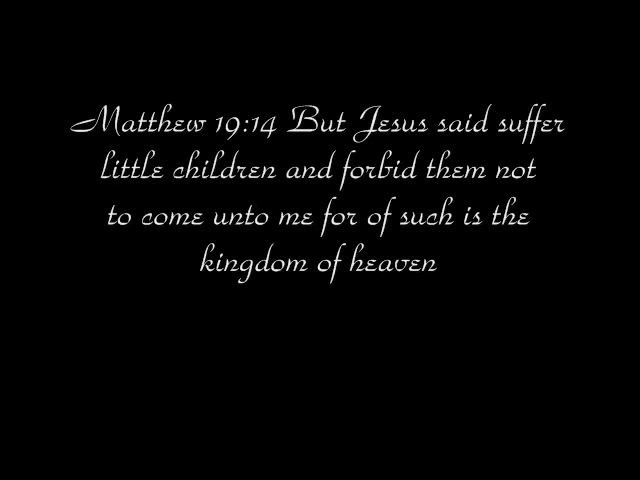 Matthew 19:14 But Jesus said suffer
little children and forbid them not
to come unto me for of such is the
kingdom of heaven